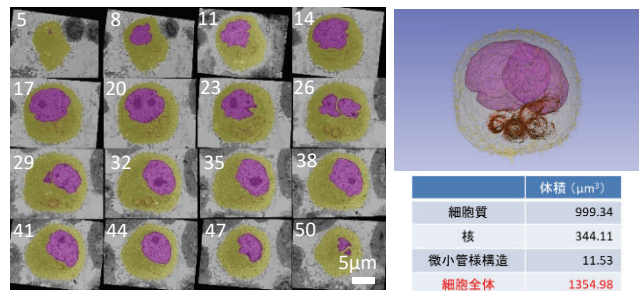 5 8 11 14
17 20 23 26
29 32 35 38
41 44 47 50
5μm
体積 (μm³)
細胞質 999.34
核 344.11
微小管様構造 11.53
細胞全体 1354.98